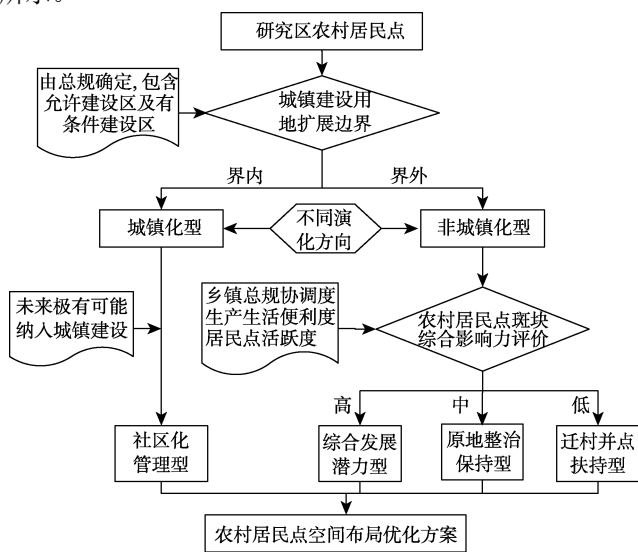 研究区农村居民点
由总规确定,包含
允许建设区及有
条件建设区
城镇建设用
地扩展边界
界内
界外
城镇化型
不同演
化方向
非城镇化型
未来极有可能
纳入城镇建设
乡镇总规协调度
生产生活便利度
居民点活跃度
农村居民点斑块
综合影响力评价
高
中
低
社区化
管理型
综合发展
潜力型
原地整治
保持型
迁村并点
扶持型
农村居民点空间布局优化方案